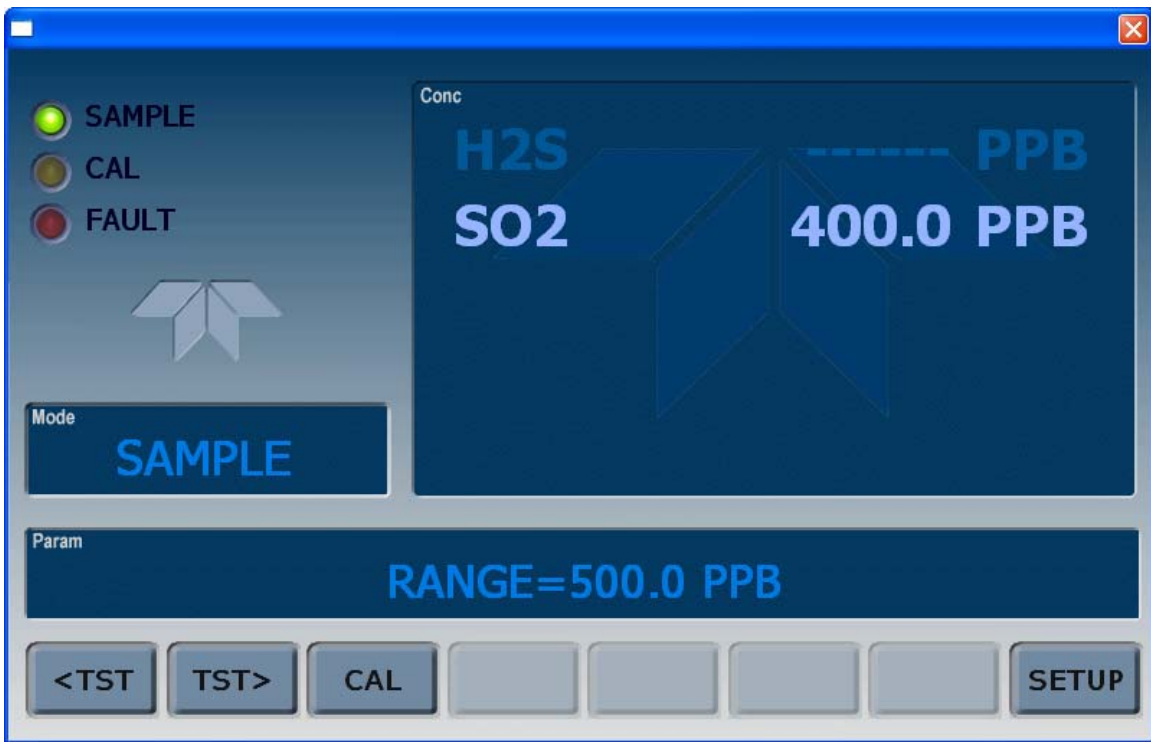 SAMPLE
CAL
FAULT
Conc
H2S ------ PPB
SO2 400.0 PPB
Mode
SAMPLE
Param
RANGE=500.0 PPB
<TST TST> CAL SETUP